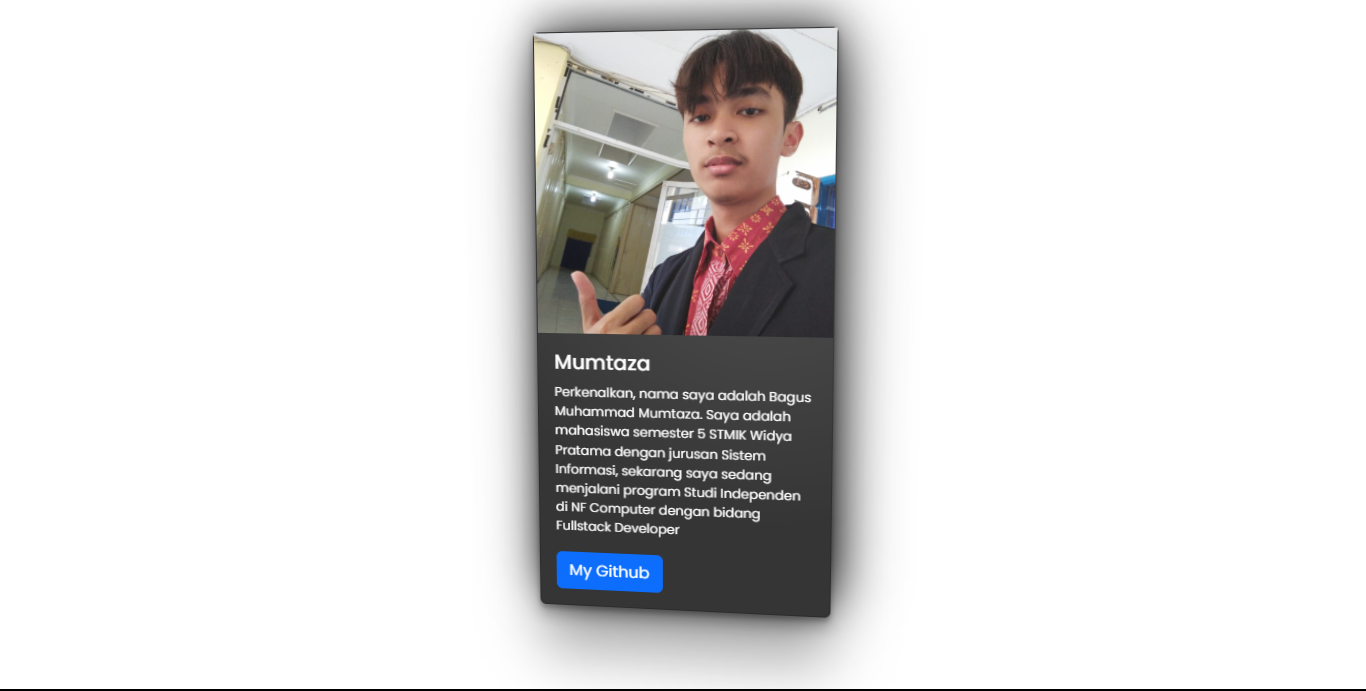 Mumtaza
Perkenalkan, nama saya adalah Bagus
Muhammad Mumtaza. Saya adalah
mahasiswa semester 5 STMIK Widya
Pratama dengan jurusan Sistem
Informasi, sekarang saya sedang
menjalani program Studi Independen
di NF Computer dengan bidang
Fullstack Developer
My Github